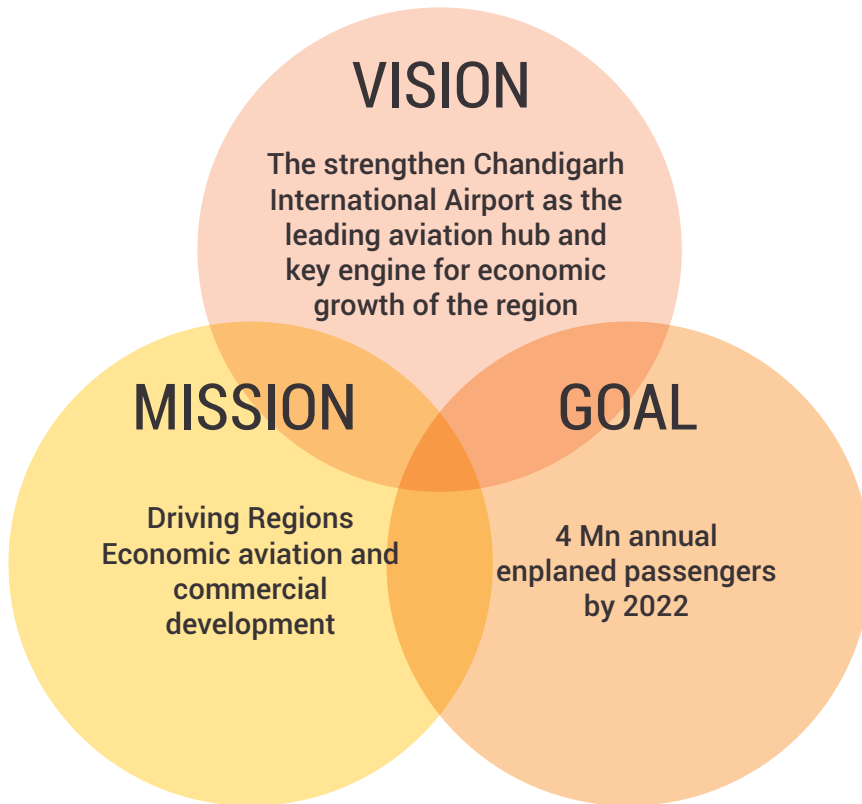 VISION
The strengthen Chandigarh
International Airport as the
leading aviation hub and
key engine for economic
growth of the region
MISSION
Driving Regions
Economic aviation and
commercial
development
GOAL
4 Mn annual
enplaned passengers
by 2022